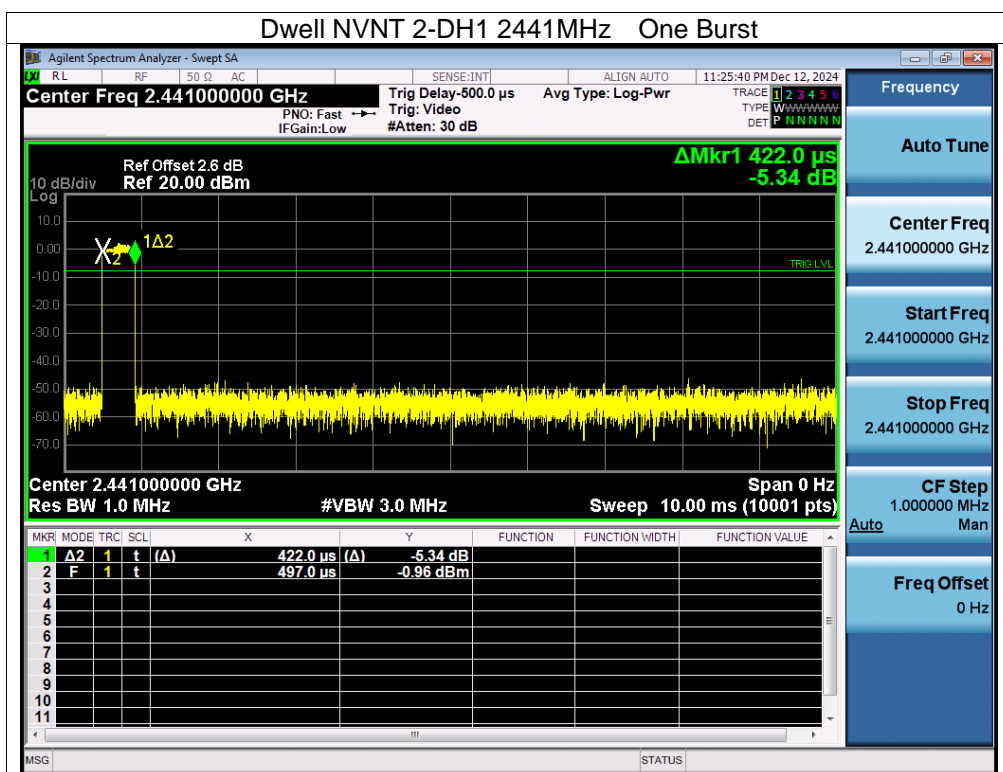 Dwell NVNT 2-DH1 2441MHz One Burst
Agilent Spectrum Analyzer - Swept SA
LXI RL RF 50 Ω AC SENSE:INT ALIGN AUTO 11:25:40 PM Dec 12, 2024
Center Freq 2.441000000 GHz
PNO: Fast
IFGain:Low
Trig Delay-500.0 µs
Trig: Video
#Atten: 30 dB
Avg Type: Log-Pwr
TRACE 1 2 3 4 5 6
TYPE WWWWWW
DET P N N N N N
Frequency
Auto Tune
Center Freq
2.441000000 GHz
Start Freq
2.441000000 GHz
Stop Freq
2.441000000 GHz
CF Step
1.000000 MHz
Auto Man
Freq Offset
0 Hz
ΔMkr1 422.0 µs
-5.34 dB
Ref Offset 2.6 dB
10 dB/div Ref 20.00 dBm
Log
10.0
0.00
-10.0
-20.0
-30.0
-40.0
-50.0
-60.0
-70.0
X2
1Δ2
TRIG LVL
Center 2.441000000 GHz Span 0 Hz
Res BW 1.0 MHz #VBW 3.0 MHz Sweep 10.00 ms (10001 pts)
MKR MODE TRC SCL X Y FUNCTION FUNCTION WIDTH FUNCTION VALUE
1 Δ2 1 t (Δ) 422.0 µs (Δ) -5.34 dB
2 F 1 t 497.0 µs -0.96 dBm
3
4
5
6
7
8
9
10
11
MSG STATUS